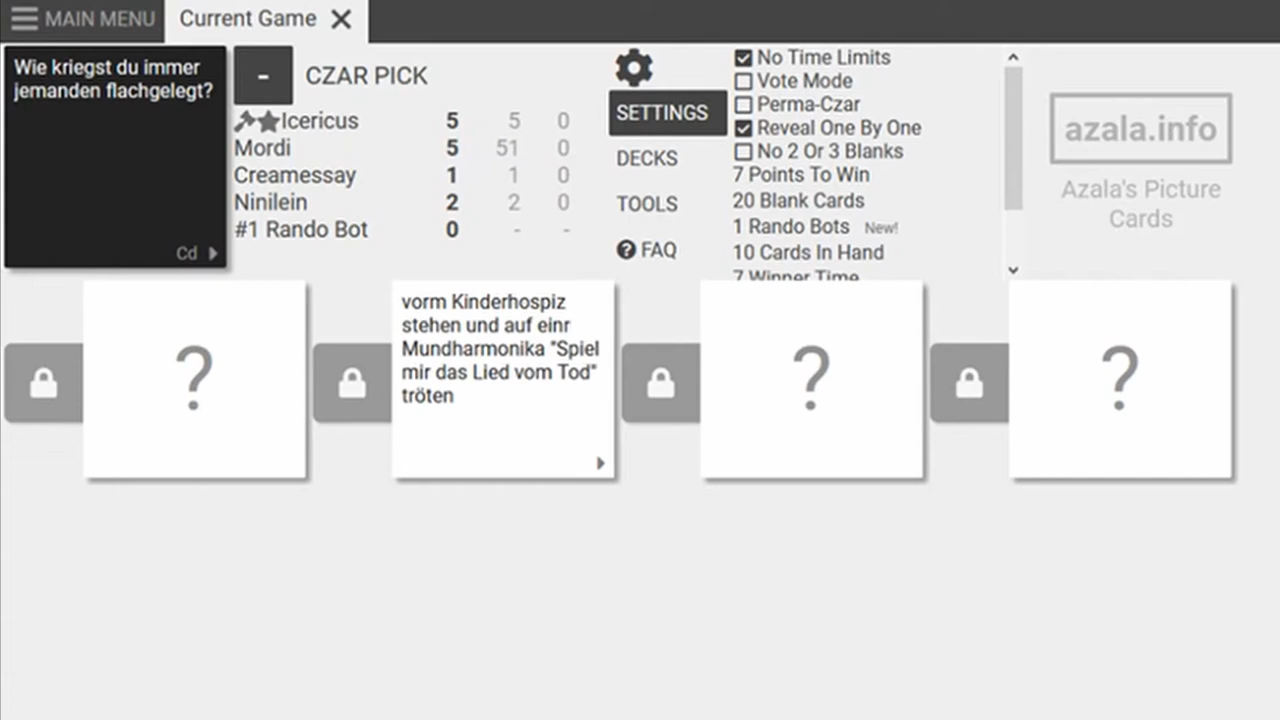 MAIN MENU
Current Game
Wie kriegst du immer
jemanden flachgelegt?
Cd
-
CZAR PICK
Icericus 5 5 0
Mordi 5 51 0
Creamessay 1 1 0
Ninilein 2 2 0
#1 Rando Bot 0 - -
SETTINGS
DECKS
TOOLS
? FAQ
No Time Limits
Vote Mode
Perma-Czar
Reveal One By One
No 2 Or 3 Blanks
7 Points To Win
20 Blank Cards
1 Rando Bots New!
10 Cards In Hand
7 Winner Time
azala.info
Azala's Picture
Cards
?
vorm Kinderhospiz
stehen und auf einr
Mundharmonika "Spiel
mir das Lied vom Tod"
tröten
?
?